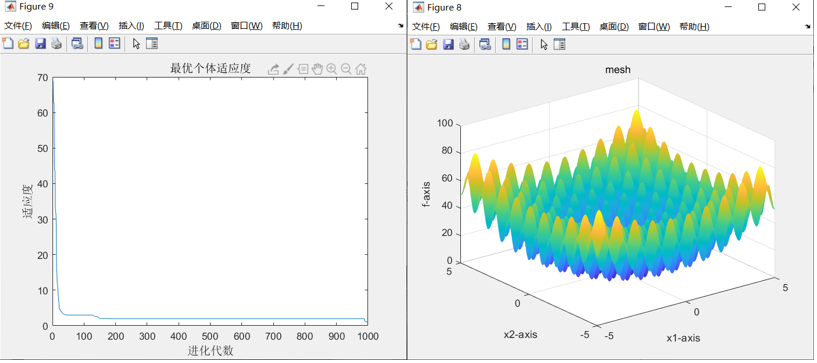 Figure 9
文件(F) 编辑(E) 查看(V) 插入(I) 工具(T) 桌面(D) 窗口(W) 帮助(H)
最优个体适应度
适应度
70
60
50
40
30
20
10
0
0 100 200 300 400 500 600 700 800 900 1000
进化代数
Figure 8
文件(F) 编辑(E) 查看(V) 插入(I) 工具(T) 桌面(D) 窗口(W) 帮助(H)
mesh
f-axis
100
80
60
40
20
0
5
0
-5
x2-axis
-5
0
5
x1-axis